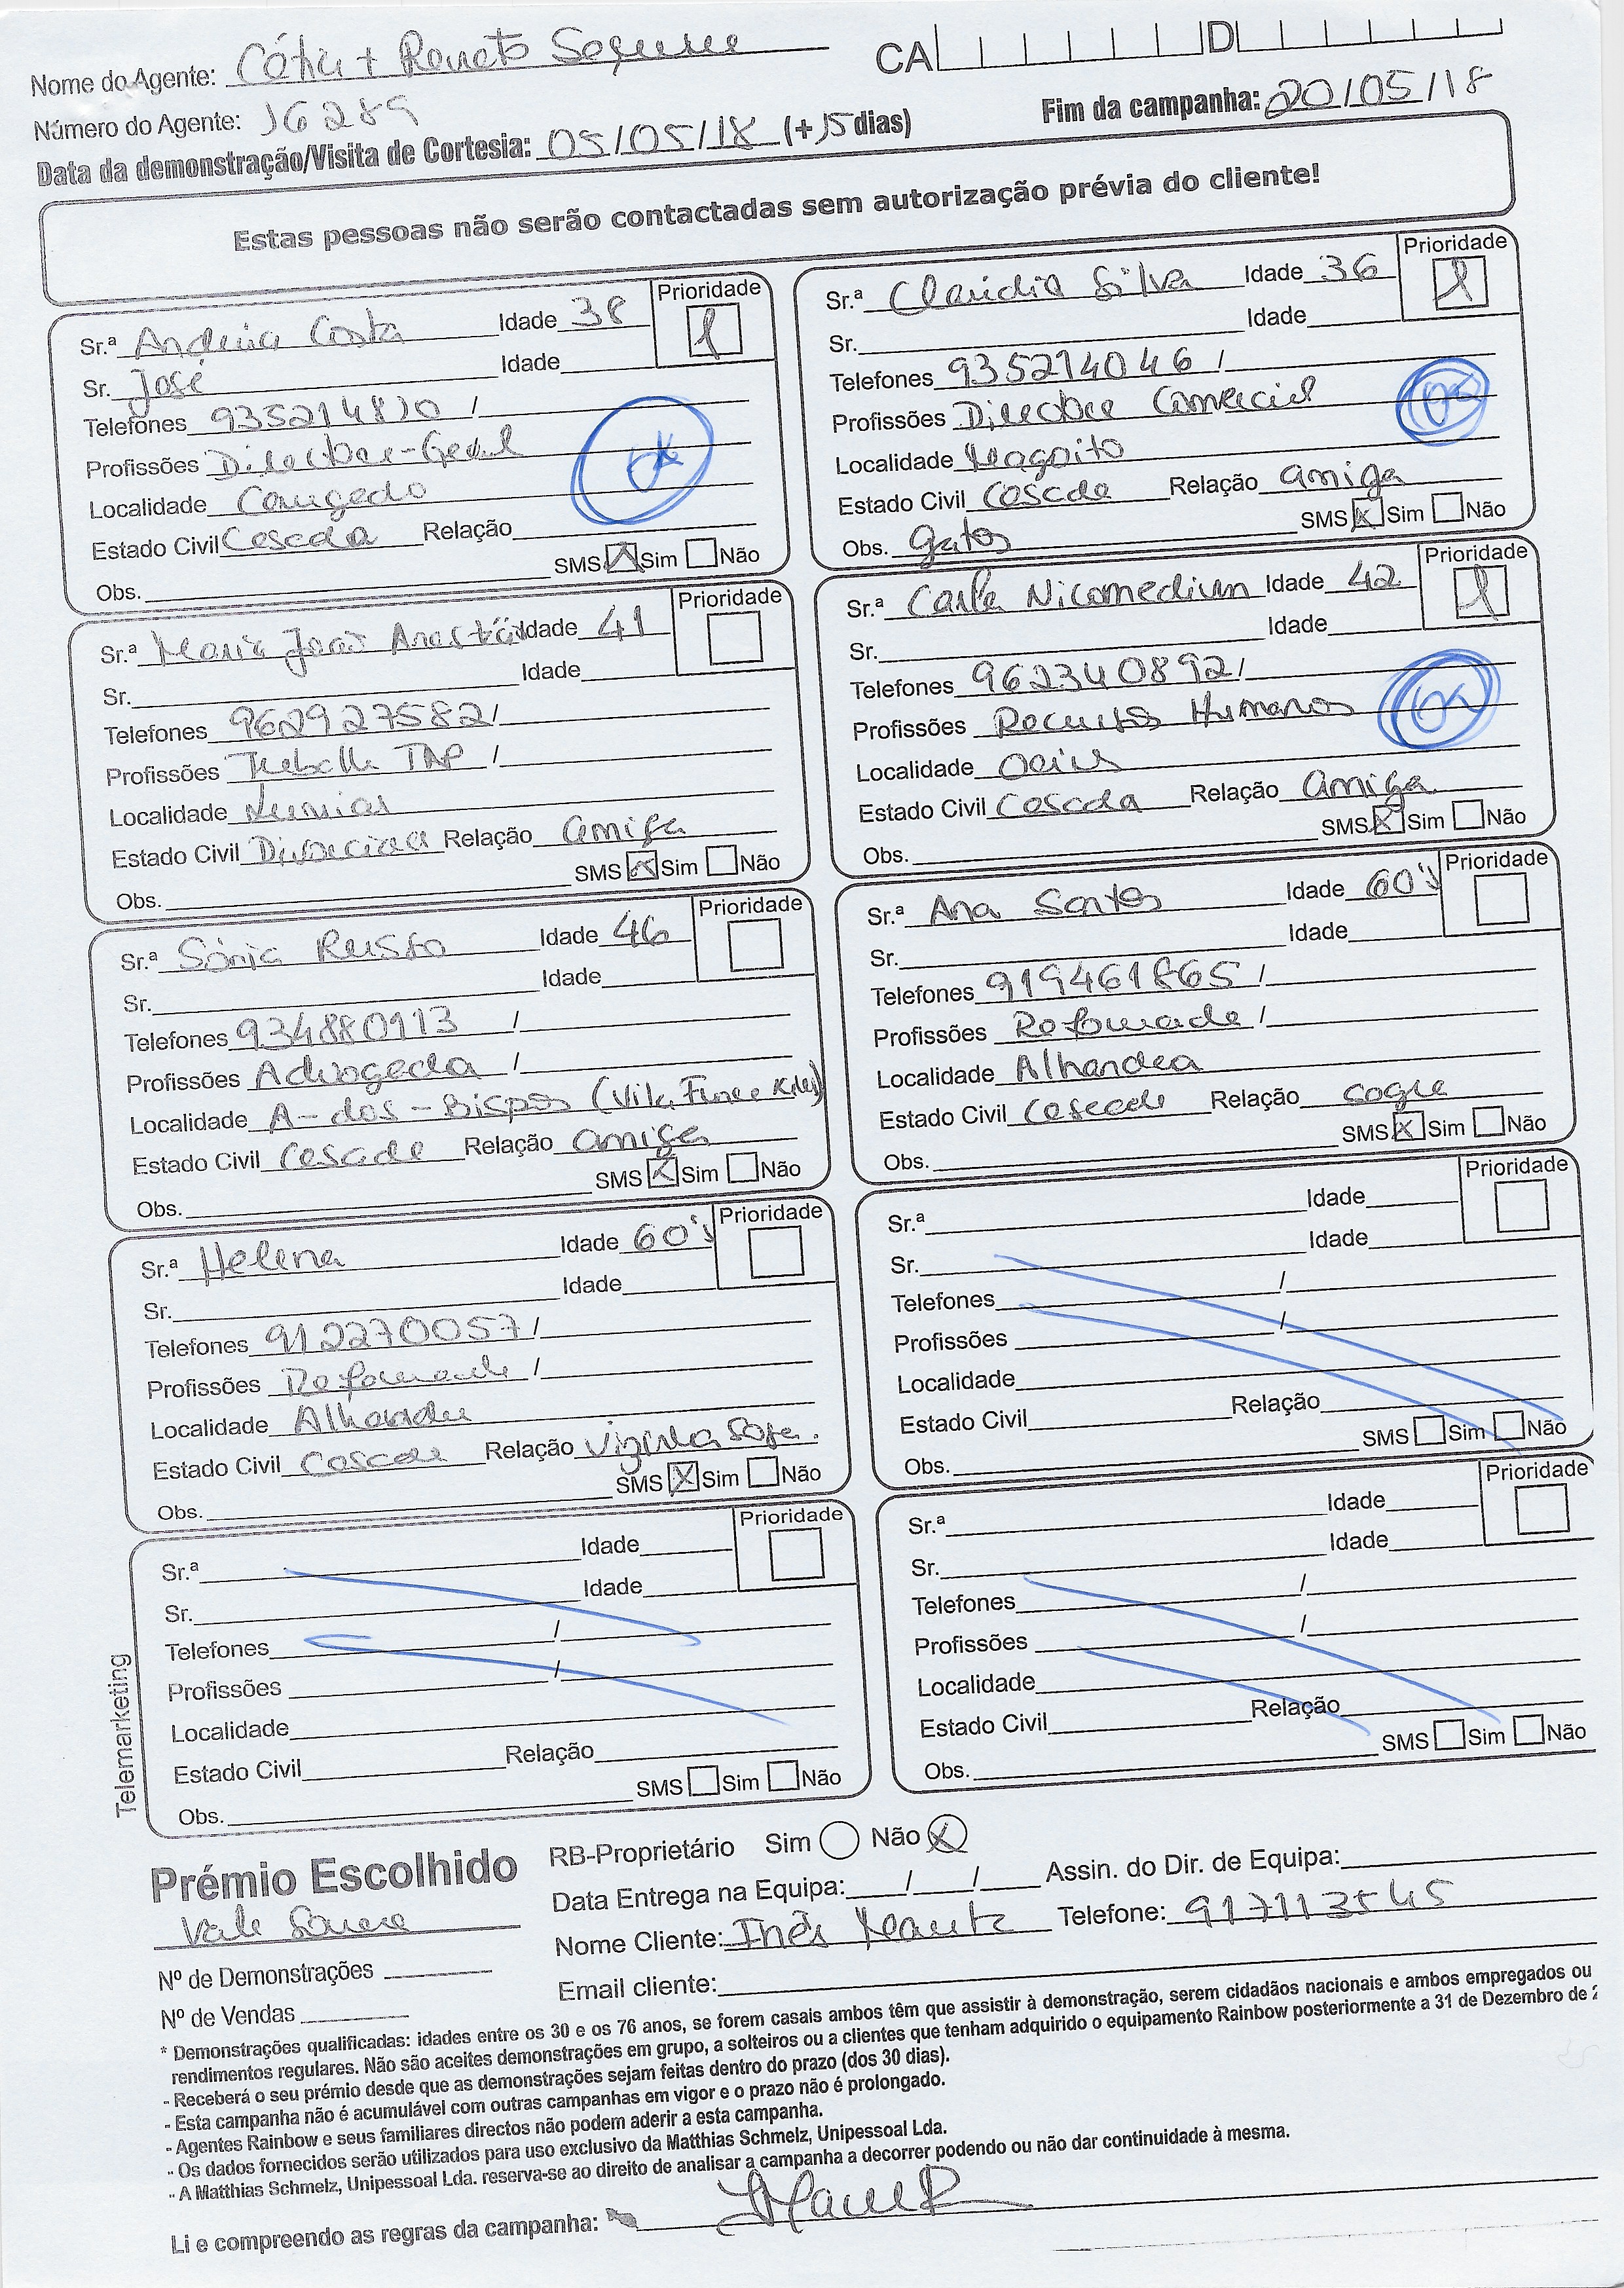 Nome do Agente: Cátia + Renato Sequeira
CA D
Número do Agente: 16289
Data da demonstração/Visita de Cortesia: 05/05/18 (+15 dias)
Fim da campanha: 20/05/18
Estas pessoas não serão contactadas sem autorização prévia do cliente!
Sr.ª Andreia Costa Idade 38 Prioridade 1
Sr. José Idade
Telefones 935214820 /
Profissões Directora-Geral
OK
Localidade
Estado Civil Casada Relação
SMS X Sim Não
Obs.
Sr.ª Claudia Silva Idade 36 Prioridade 1
Sr. Idade
Telefones 935214046 /
Profissões Directora Comercial
OK
Localidade Magoito
Estado Civil Casada Relação amiga
SMS X Sim Não
Obs. gatos
Sr.ª Maria João Idade 41 Prioridade
Sr. Idade
Telefones 962927582 /
Profissões Trabalha TAP /
Localidade
Estado Civil Divorciada Relação amiga
SMS X Sim Não
Obs.
Sr.ª Carla Idade 42 Prioridade 1
Sr. Idade
Telefones 962340892 /
Profissões Recursos Humanos
OK
Localidade Oeiras
Estado Civil Casada Relação amiga
SMS X Sim Não
Obs.
Sr.ª Sónia Idade 46 Prioridade
Sr. Idade
Telefones 934880913 /
Profissões Advogada /
Localidade A-dos-Bispos (Vila Franca Xira)
Estado Civil Casada Relação amiga
SMS X Sim Não
Obs.
Sr.ª Ana Santos Idade 60's Prioridade
Sr. Idade
Telefones 919461865 /
Profissões Reformada /
Localidade Alhandra
Estado Civil Casada Relação sogra
SMS X Sim Não
Obs.
Sr.ª Helena Idade 60's Prioridade
Sr. Idade
Telefones 912270057 /
Profissões Reformada /
Localidade Alhandra
Estado Civil Casada Relação vizinha sogra.
SMS X Sim Não
Obs.
Sr.ª Idade Prioridade
Sr. Idade
Telefones /
Profissões /
Localidade
Estado Civil Relação
SMS Sim Não
Obs.
Telemarketing
Sr.ª Idade Prioridade
Sr. Idade
Telefones /
Profissões /
Localidade
Estado Civil Relação
SMS Sim Não
Obs.
Sr.ª Idade Prioridade
Sr. Idade
Telefones /
Profissões /
Localidade
Estado Civil Relação
SMS Sim Não
Obs.
Prémio Escolhido
Vale
Nº de Demonstrações
Nº de Vendas
RB-Proprietário Sim Não X
Data Entrega na Equipa: / / Assin. do Dir. de Equipa:
Nome Cliente: Inês Telefone: 917113545
Email cliente:
* Demonstrações qualificadas: idades entre os 30 e os 76 anos, se forem casais ambos têm que assistir à demonstração, serem cidadãos nacionais e ambos empregados ou
rendimentos regulares. Não são aceites demonstrações em grupo, a solteiros ou a clientes que tenham adquirido o equipamento Rainbow posteriormente a 31 de Dezembro de 2
- Receberá o seu prémio desde que as demonstrações sejam feitas dentro do prazo (dos 30 dias).
- Esta campanha não é acumulável com outras campanhas em vigor e o prazo não é prolongado.
- Agentes Rainbow e seus familiares directos não podem aderir a esta campanha.
- Os dados fornecidos serão utilizados para uso exclusivo da Matthias Schmelz, Unipessoal Lda.
- A Matthias Schmelz, Unipessoal Lda. reserva-se ao direito de analisar a campanha a decorrer podendo ou não dar continuidade à mesma.
Li e compreendo as regras da campanha: